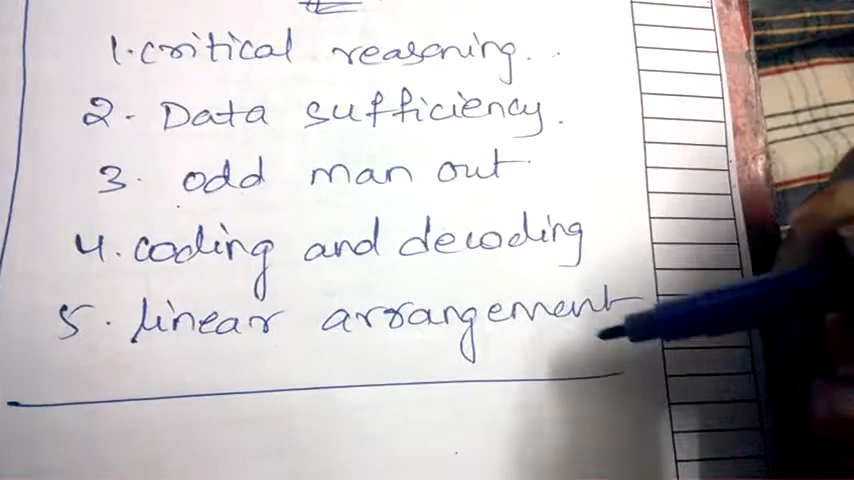 1. critical reasoning.
2. Data sufficiency.
3. odd man out
4. coding and decoding
5. linear arrangement